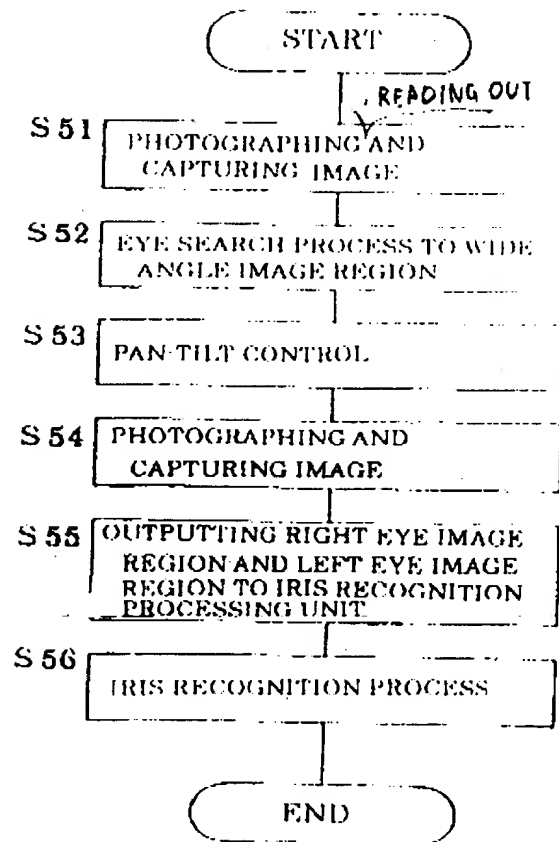 START
, READING OUT
S 51
PHOTOGRAPHING AND
CAPTURING IMAGE
S 52
EYE SEARCH PROCESS TO WIDE
ANGLE IMAGE REGION
S 53
PAN-TILT CONTROL
S 54
PHOTOGRAPHING AND
CAPTURING IMAGE
S 55
OUTPUTTING RIGHT EYE IMAGE
REGION AND LEFT EYE IMAGE
REGION TO IRIS RECOGNITION
PROCESSING UNIT
S 56
IRIS RECOGNITION PROCESS
END